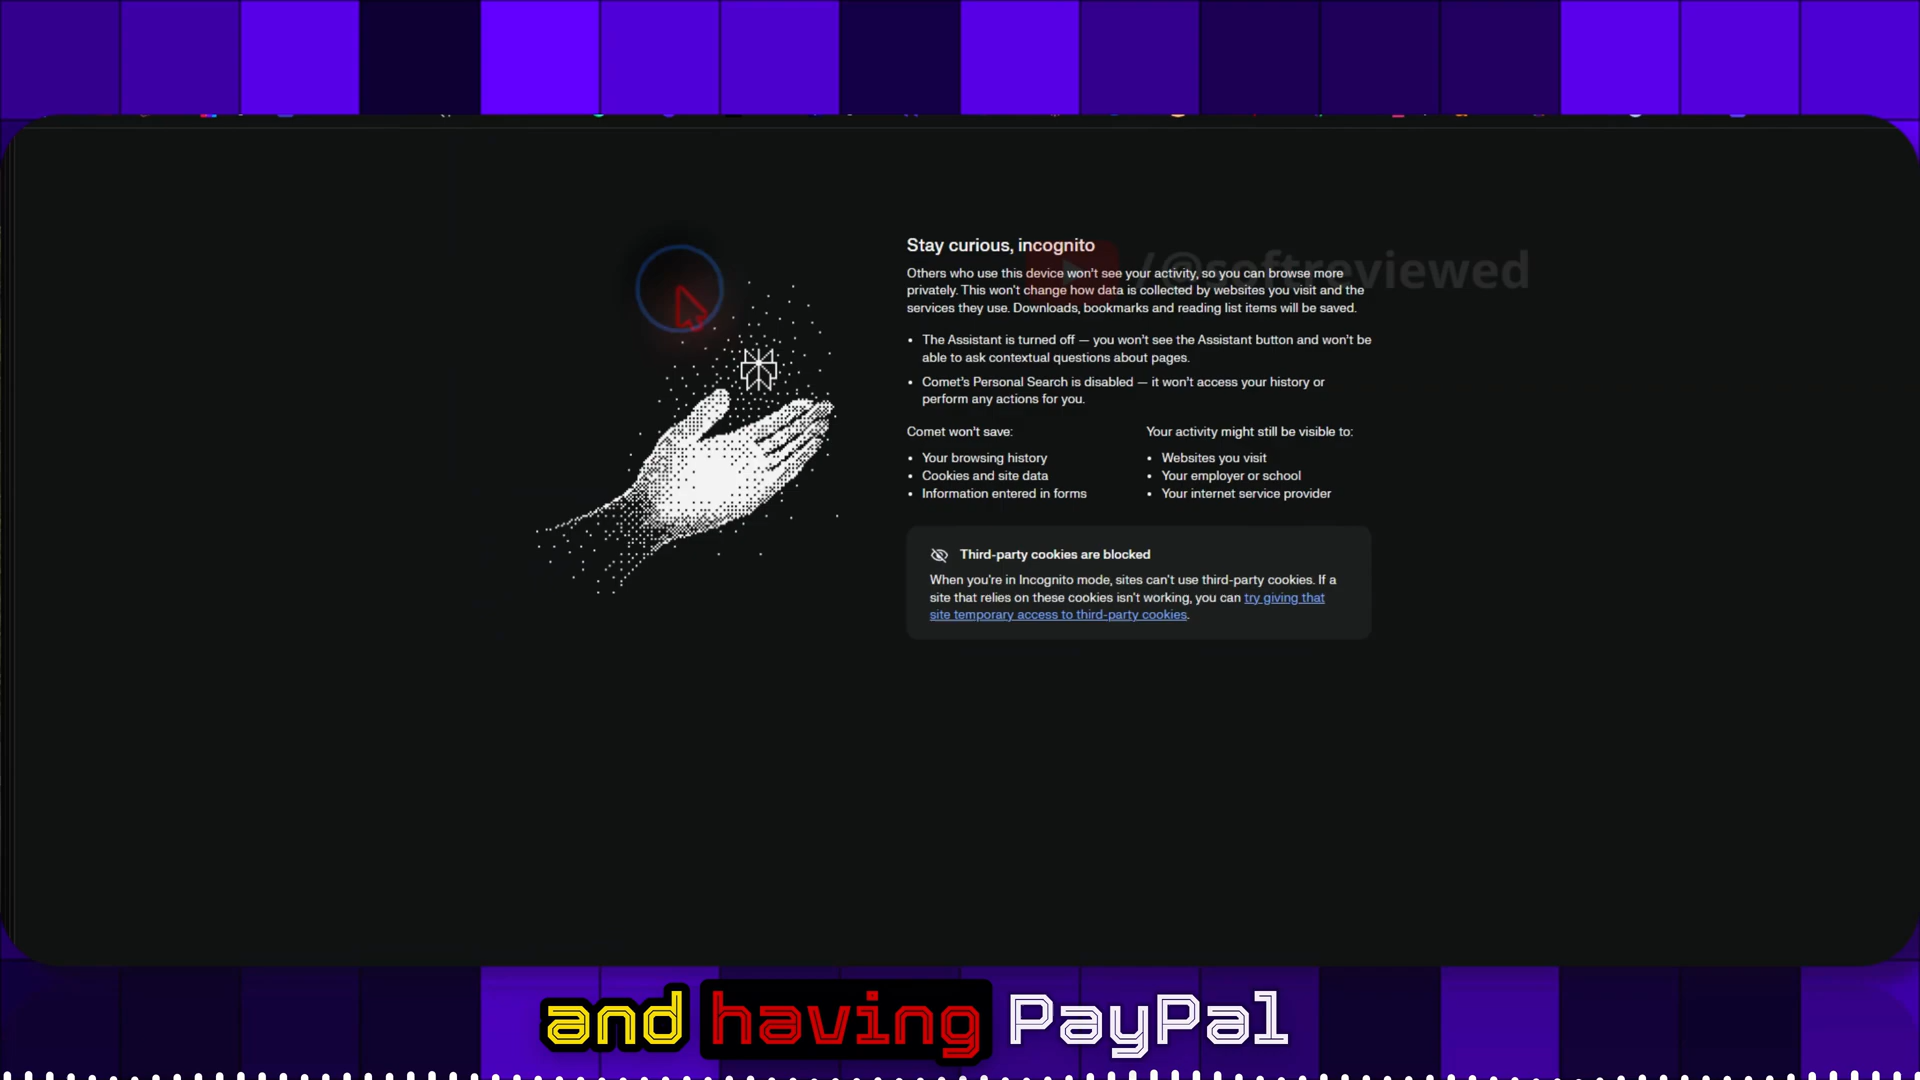 Stay curious, incognito
/@softreviewed
Others who use this device won't see your activity, so you can browse more
privately. This won't change how data is collected by websites you visit and the
services they use. Downloads, bookmarks and reading list items will be saved.
• The Assistant is turned off — you won't see the Assistant button and won't be
able to ask contextual questions about pages.
• Comet's Personal Search is disabled — it won't access your history or
perform any actions for you.
Comet won't save:
• Your browsing history
• Cookies and site data
• Information entered in forms
Your activity might still be visible to:
• Websites you visit
• Your employer or school
• Your internet service provider
Third-party cookies are blocked
When you're in Incognito mode, sites can't use third-party cookies. If a
site that relies on these cookies isn't working, you can try giving that
site temporary access to third-party cookies.
and having PayPal